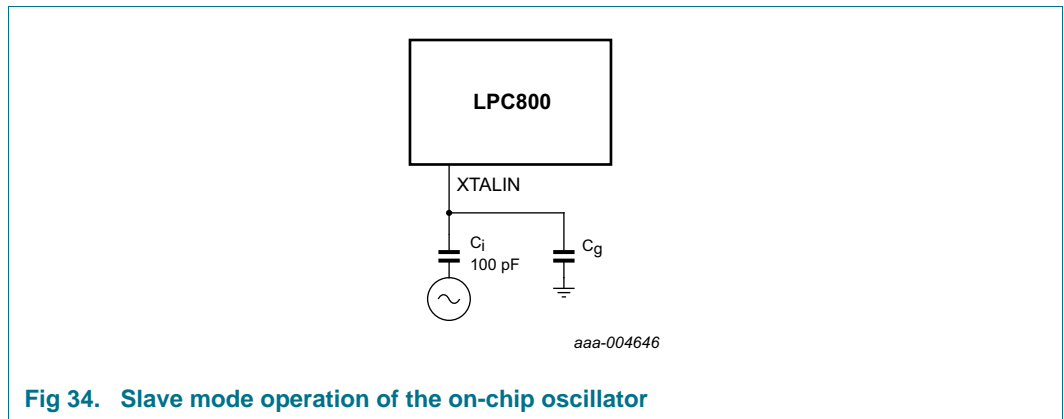 LPC800
XTALIN
Ci
100 pF
Cg
aaa-004646
Fig 34. Slave mode operation of the on-chip oscillator